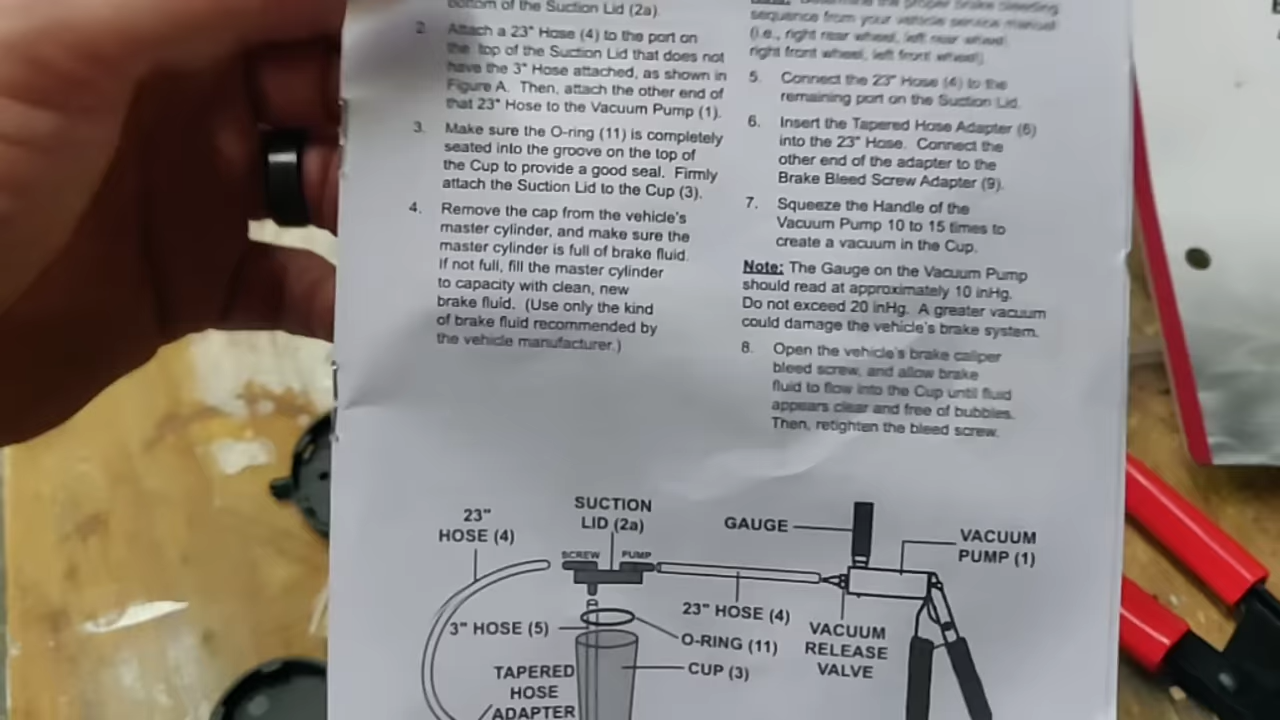 bottom of the Suction Lid (2a)
2. Attach a 23" Hose (4) to the port on
the top of the Suction Lid that does not
have the 3" Hose attached, as shown in
Figure A. Then, attach the other end of
that 23" Hose to the Vacuum Pump (1).
3. Make sure the O-ring (11) is completely
seated into the groove on the top of
the Cup to provide a good seal. Firmly
attach the Suction Lid to the Cup (3).
4. Remove the cap from the vehicle's
master cylinder, and make sure the
master cylinder is full of brake fluid.
If not full, fill the master cylinder
to capacity with clean, new
brake fluid. (Use only the kind
of brake fluid recommended by
the vehicle manufacturer.)
sequence from your vehicle service manual
(i.e., right rear wheel, left rear wheel,
right front wheel, left front wheel).
5. Connect the 23" Hose (4) to the
remaining port on the Suction Lid.
6. Insert the Tapered Hose Adapter (6)
into the 23" Hose. Connect the
other end of the adapter to the
Brake Bleed Screw Adapter (9).
7. Squeeze the Handle of the
Vacuum Pump 10 to 15 times to
create a vacuum in the Cup.
Note: The Gauge on the Vacuum Pump
should read at approximately 10 inHg.
Do not exceed 20 inHg. A greater vacuum
could damage the vehicle's brake system.
8. Open the vehicle's brake caliper
bleed screw, and allow brake
fluid to flow into the Cup until fluid
appears clear and free of bubbles.
Then, retighten the bleed screw.
23"
HOSE (4)
SUCTION
LID (2a)
SCREW PUMP
GAUGE
VACUUM
PUMP (1)
23" HOSE (4)
3" HOSE (5)
O-RING (11)
VACUUM
RELEASE
VALVE
CUP (3)
TAPERED
HOSE
ADAPTER